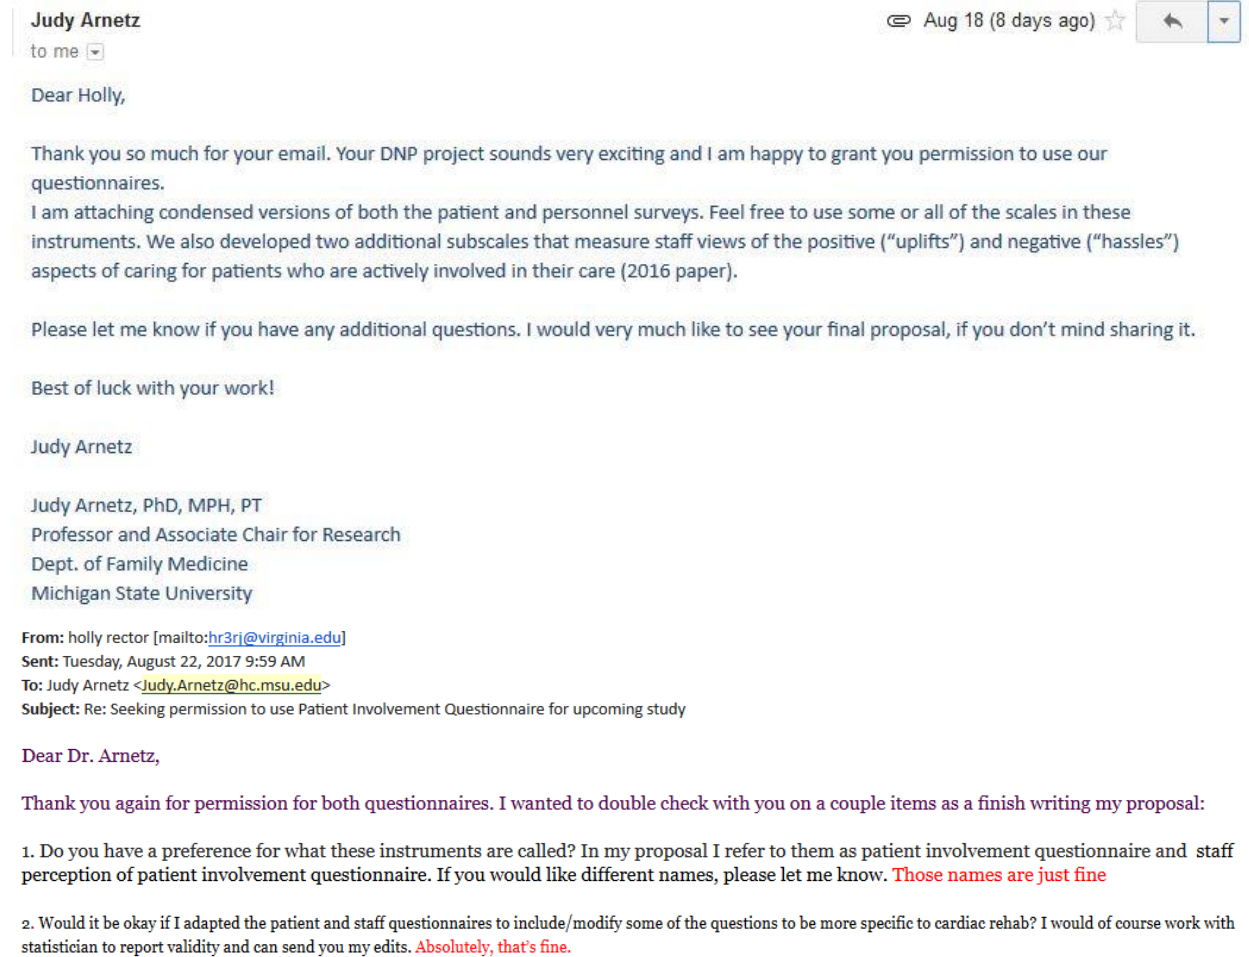 Judy Arnetz
Aug 18 (8 days ago)
to me
Dear Holly,
Thank you so much for your email. Your DNP project sounds very exciting and I am happy to grant you permission to use our
questionnaires.
I am attaching condensed versions of both the patient and personnel surveys. Feel free to use some or all of the scales in these
instruments. We also developed two additional subscales that measure staff views of the positive (“uplifts”) and negative (“hassles”)
aspects of caring for patients who are actively involved in their care (2016 paper).
Please let me know if you have any additional questions. I would very much like to see your final proposal, if you don’t mind sharing it.
Best of luck with your work!
Judy Arnetz
Judy Arnetz, PhD, MPH, PT
Professor and Associate Chair for Research
Dept. of Family Medicine
Michigan State University
From: holly rector [mailto:hr3rj@virginia.edu]
Sent: Tuesday, August 22, 2017 9:59 AM
To: Judy Arnetz <Judy.Arnetz@hc.msu.edu>
Subject: Re: Seeking permission to use Patient Involvement Questionnaire for upcoming study
Dear Dr. Arnetz,
Thank you again for permission for both questionnaires. I wanted to double check with you on a couple items as a finish writing my proposal:
1. Do you have a preference for what these instruments are called? In my proposal I refer to them as patient involvement questionnaire and staff
perception of patient involvement questionnaire. If you would like different names, please let me know. Those names are just fine
2. Would it be okay if I adapted the patient and staff questionnaires to include/modify some of the questions to be more specific to cardiac rehab? I would of course work with
statistician to report validity and can send you my edits. Absolutely, that’s fine.